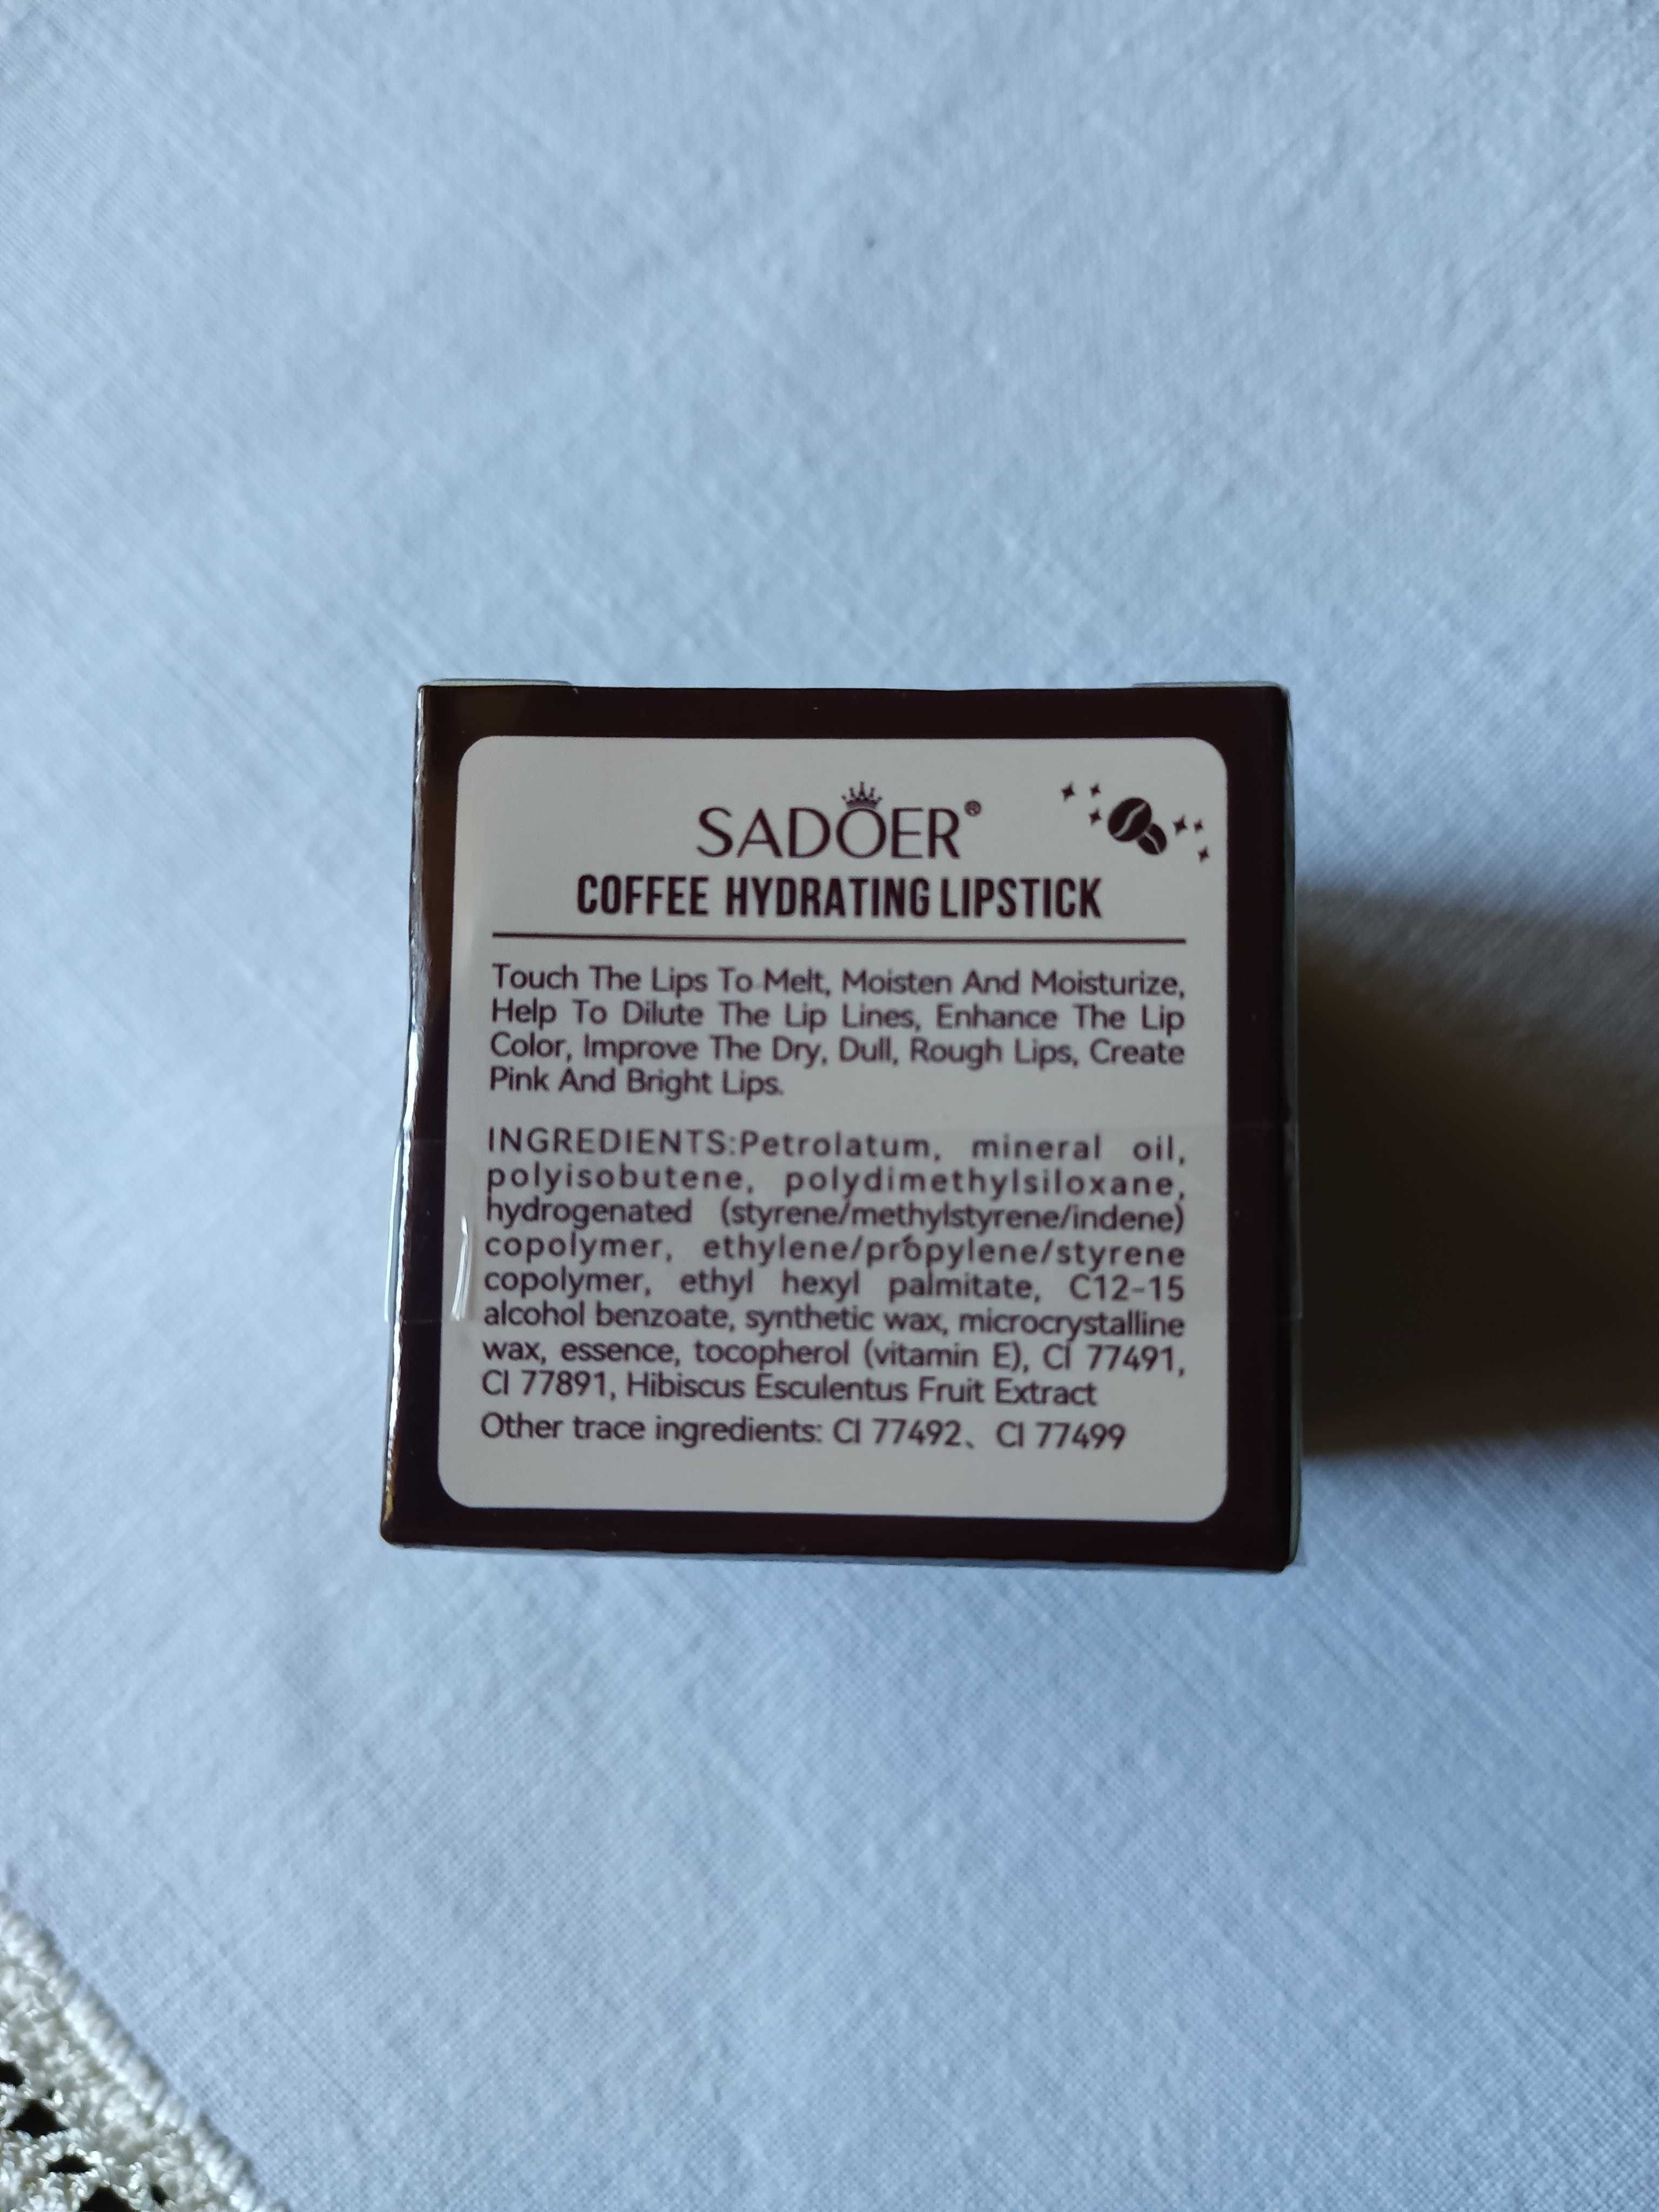 SADOER®
COFFEE HYDRATING LIPSTICK
Touch The Lips To Melt, Moisten And Moisturize,
Help To Dilute The Lip Lines, Enhance The Lip
Color, Improve The Dry, Dull, Rough Lips, Create
Pink And Bright Lips.
INGREDIENTS:Petrolatum, mineral oil,
polyisobutene, polydimethylsiloxane,
hydrogenated (styrene/methylstyrene/indene)
copolymer, ethylene/propylene/styrene
copolymer, ethyl hexyl palmitate, C12-15
alcohol benzoate, synthetic wax, microcrystalline
wax, essence, tocopherol (vitamin E), CI 77491,
CI 77891, Hibiscus Esculentus Fruit Extract
Other trace ingredients: CI 77492、CI 77499